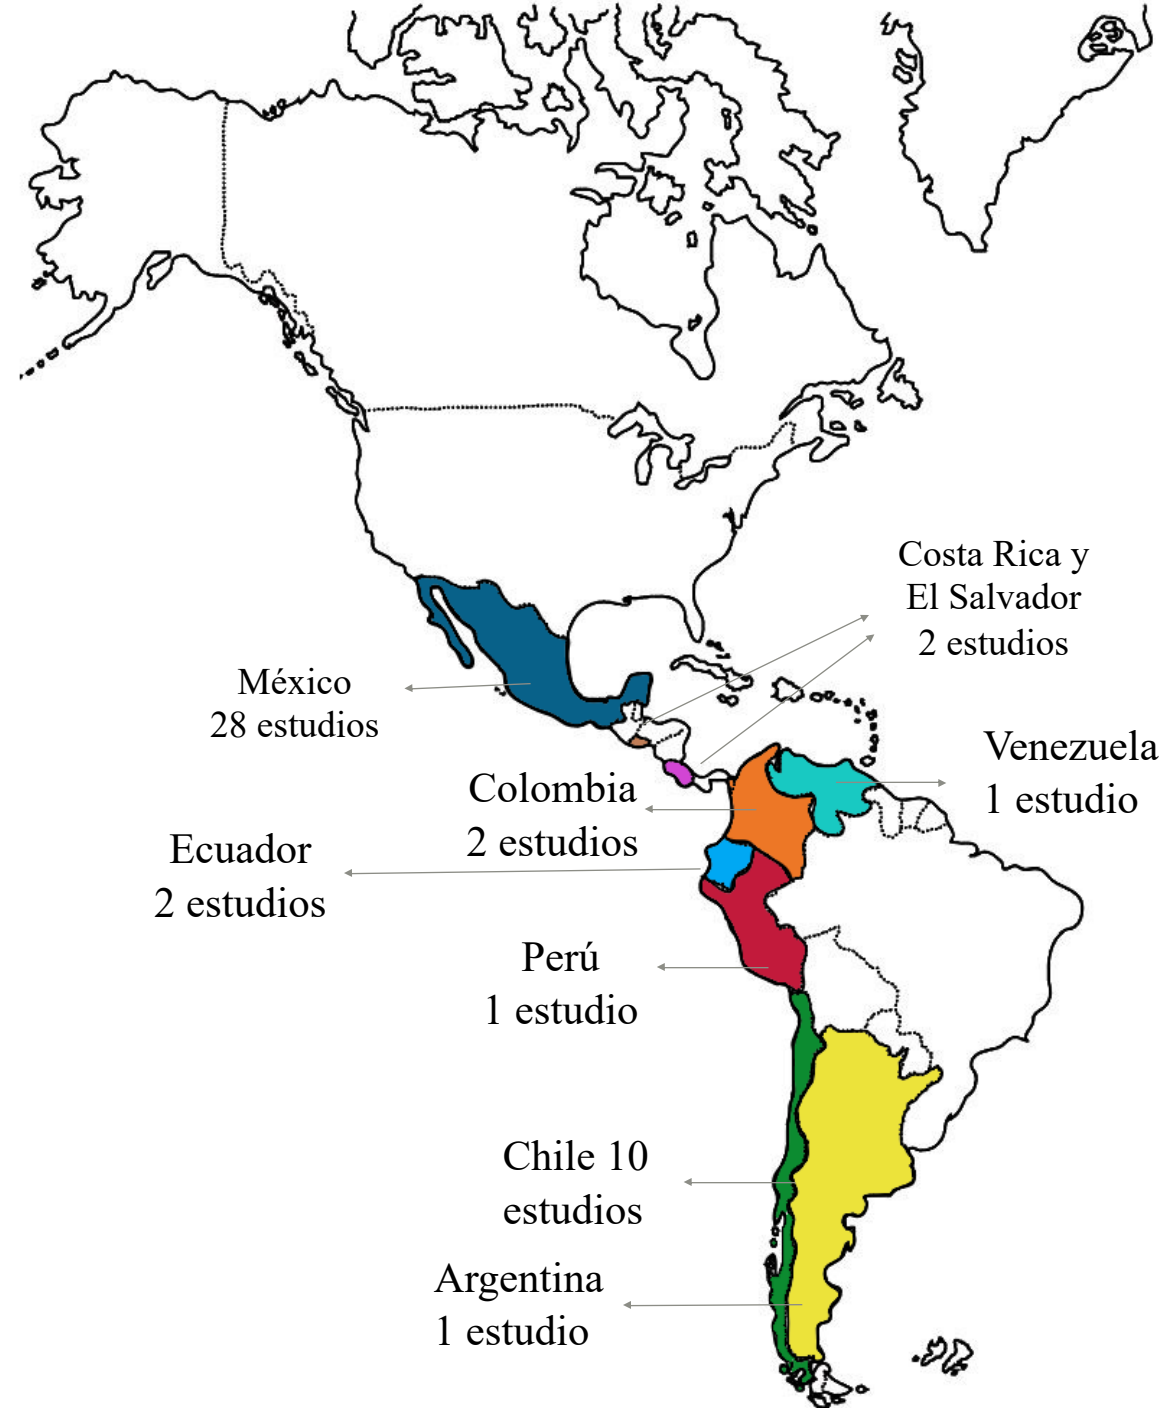 Costa Rica y
El Salvador
2 estudios
México
28 estudios
Venezuela
1 estudio
Colombia
2 estudios
Ecuador
2 estudios
Perú
1 estudio
Chile 10
estudios
Argentina
1 estudio